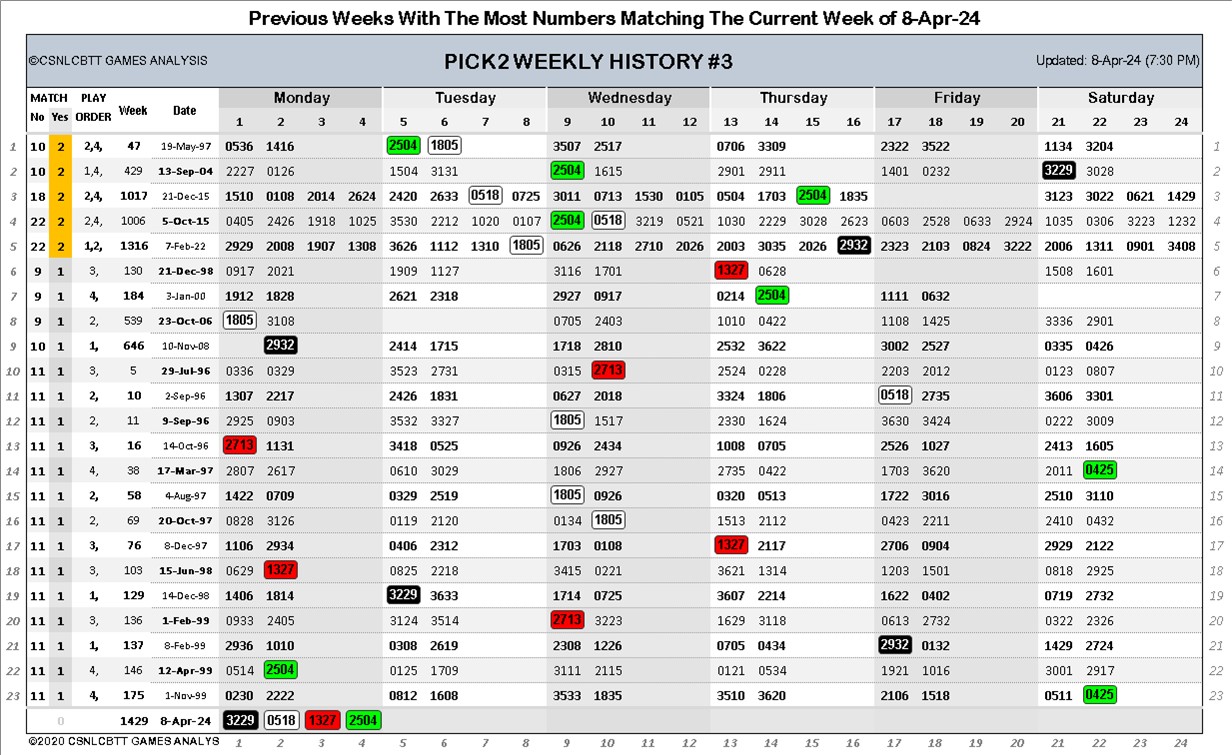 Previous Weeks With The Most Numbers Matching The Current Week of 8-Apr-24
©CSNLCBTT GAMES ANALYSIS PICK2 WEEKLY HISTORY #3 Updated: 8-Apr-24 (7:30 PM)
MATCH PLAY Week Date Monday Tuesday Wednesday Thursday Friday Saturday
No Yes ORDER 1 2 3 4 5 6 7 8 9 10 11 12 13 14 15 16 17 18 19 20 21 22 23 24
1 10 2 2,4, 47 19-May-97 0536 1416 2504 1805 3507 2517 0706 3309 2322 3522 1134 3204 1
2 10 2 1,4, 429 13-Sep-04 2227 0126 1504 3131 2504 1615 2901 2911 1401 0232 3229 3028 2
3 18 2 2,4, 1017 21-Dec-15 1510 0108 2014 2624 2420 2633 0518 0725 3011 0713 1530 0105 0504 1703 2504 1835 3123 3022 0621 1429 3
4 22 2 2,4, 1006 5-Oct-15 0405 2426 1918 1025 3530 2212 1020 0107 2504 0518 3219 0521 1030 2229 3028 2623 0603 2528 0633 2924 1035 0306 3223 1232 4
5 22 2 1,2, 1316 7-Feb-22 2929 2008 1907 1308 3626 1112 1310 1805 0626 2118 2710 2026 2003 3035 2026 2932 2323 2103 0824 3222 2006 1311 0901 3408 5
6 9 1 3, 130 21-Dec-98 0917 2021 1909 1127 3116 1701 1327 0628 1508 1601 6
7 9 1 4, 184 3-Jan-00 1912 1828 2621 2318 2927 0917 0214 2504 1111 0632 7
8 9 1 2, 539 23-Oct-06 1805 3108 0705 2403 1010 0422 1108 1425 3336 2901 8
9 10 1 1, 646 10-Nov-08 2932 2414 1715 1718 2810 2532 3622 3002 2527 0335 0426 9
10 11 1 3, 5 29-Jul-96 0336 0329 3523 2731 0315 2713 2524 0228 2203 2012 0123 0807 10
11 11 1 2, 10 2-Sep-96 1307 2217 2426 1831 0627 2018 3324 1806 0518 2735 3606 3301 11
12 11 1 2, 11 9-Sep-96 2925 0903 3532 3327 1805 1517 2330 1624 3630 3424 0222 3009 12
13 11 1 3, 16 14-Oct-96 2713 1131 3418 0525 0926 2434 1008 0705 2526 1027 2413 1605 13
14 11 1 4, 38 17-Mar-97 2807 2617 0610 3029 1806 2927 2735 0422 1703 3620 2011 0425 14
15 11 1 2, 58 4-Aug-97 1422 0709 0329 2519 1805 0926 0320 0513 1722 3016 2510 3110 15
16 11 1 2, 69 20-Oct-97 0828 3126 0119 2120 0134 1805 1513 2112 0423 2211 2410 0432 16
17 11 1 3, 76 8-Dec-97 1106 2934 0406 2312 1703 0108 1327 2117 2706 0904 2929 2122 17
18 11 1 3, 103 15-Jun-98 0629 1327 0825 2218 3415 0221 3621 1314 1203 1501 0818 2925 18
19 11 1 1, 129 14-Dec-98 1406 1814 3229 3633 1714 0725 3607 2214 1622 0402 0719 2732 19
20 11 1 3, 136 1-Feb-99 0933 2405 3124 3514 2713 3223 1629 3118 0613 2732 0322 2326 20
21 11 1 1, 137 8-Feb-99 2936 1010 0308 2619 2308 1226 0705 0434 2932 0132 1429 2724 21
22 11 1 4, 146 12-Apr-99 0514 2504 0125 1709 3111 2115 0121 0534 1921 1016 3001 2917 22
23 11 1 4, 175 1-Nov-99 0230 2222 0812 1608 3533 1835 3510 3620 2106 1518 0511 0425 23
0 1429 8-Apr-24 3229 0518 1327 2504
©2020 CSNLCBTT GAMES ANALYS 1 2 3 4 5 6 7 8 9 10 11 12 13 14 15 16 17 18 19 20 21 22 23 24